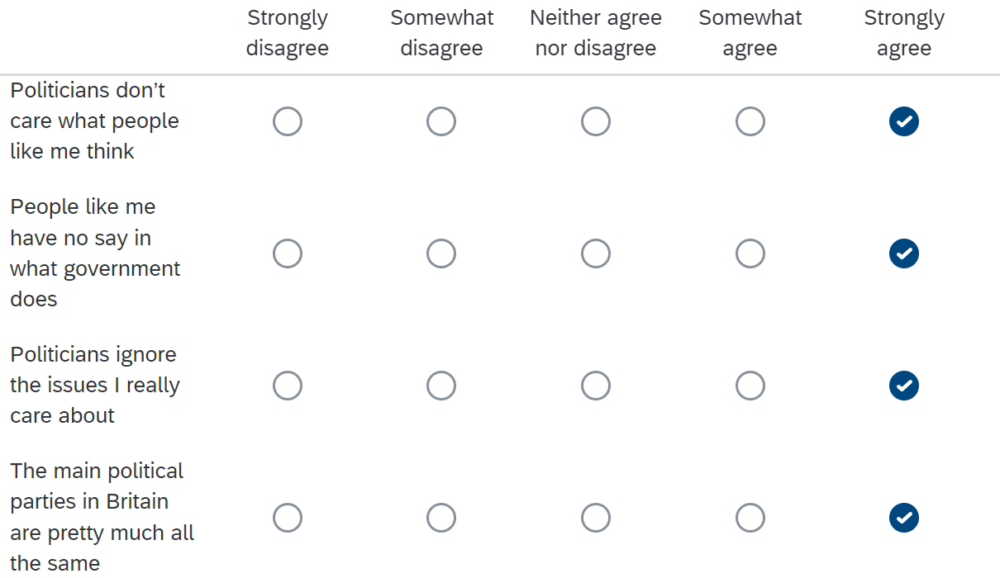 Strongly disagree
Somewhat disagree
Neither agree nor disagree
Somewhat agree
Strongly agree
Politicians don’t
care what people
like me think
People like me
have no say in
what government
does
Politicians ignore
the issues I really
care about
The main political
parties in Britain
are pretty much all
the same